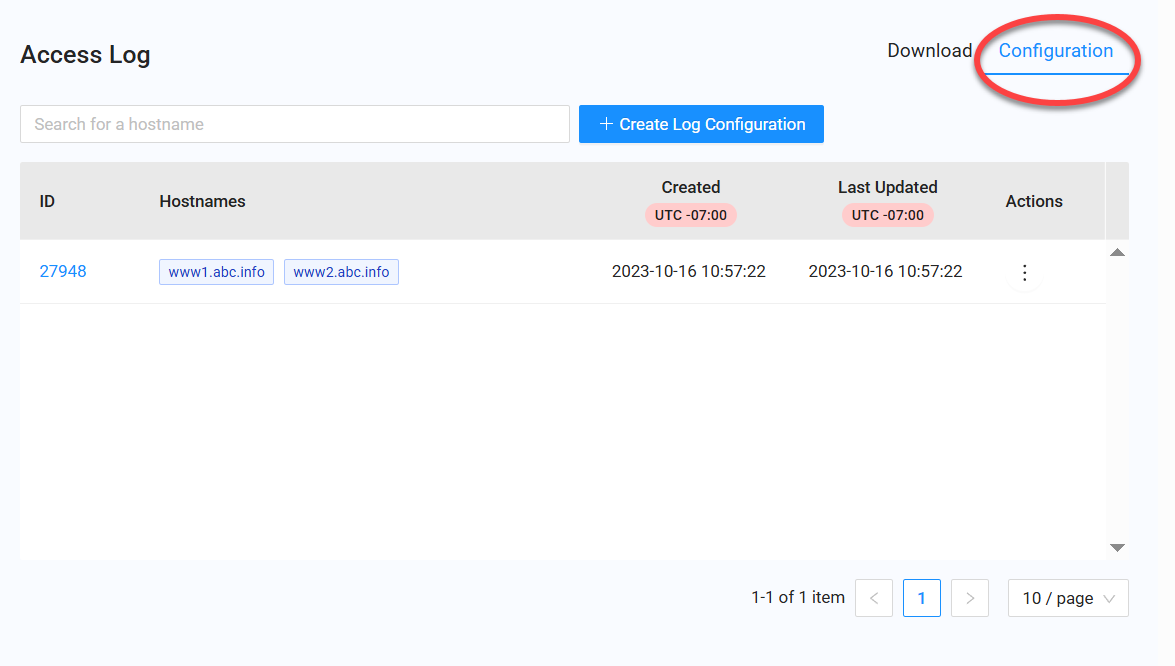 Access Log
Download Configuration
Search for a hostname
+ Create Log Configuration
ID Hostnames Created Last Updated Actions
UTC -07:00 UTC -07:00
27948 www1.abc.info www2.abc.info 2023-10-16 10:57:22 2023-10-16 10:57:22
1-1 of 1 item < 1 > 10 / page